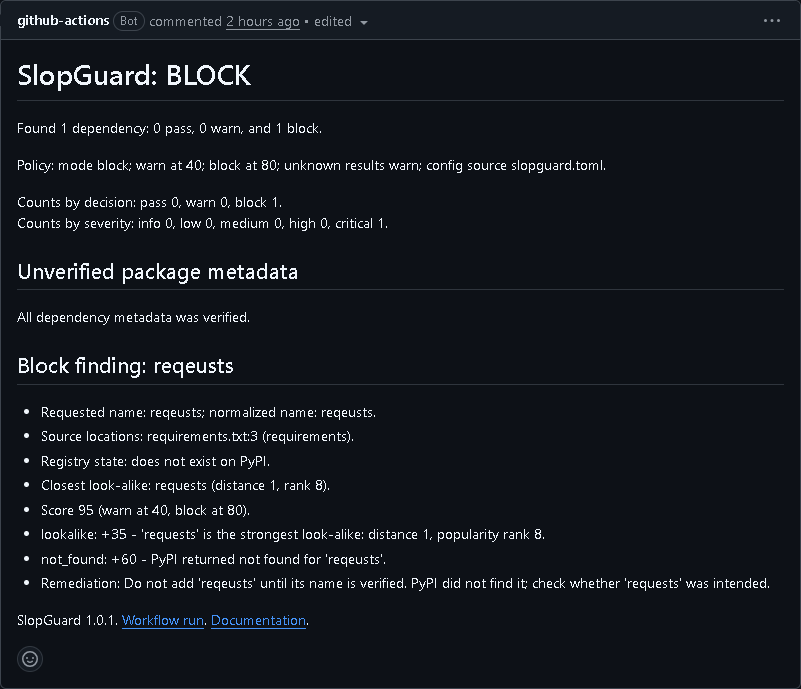 github-actions Bot commented 2 hours ago • edited
SlopGuard: BLOCK
Found 1 dependency: 0 pass, 0 warn, and 1 block.
Policy: mode block; warn at 40; block at 80; unknown results warn; config source slopguard.toml.
Counts by decision: pass 0, warn 0, block 1.
Counts by severity: info 0, low 0, medium 0, high 0, critical 1.
Unverified package metadata
All dependency metadata was verified.
Block finding: reqeusts
• Requested name: reqeusts; normalized name: reqeusts.
• Source locations: requirements.txt:3 (requirements).
• Registry state: does not exist on PyPI.
• Closest look-alike: requests (distance 1, rank 8).
• Score 95 (warn at 40, block at 80).
• lookalike: +35 - 'requests' is the strongest look-alike: distance 1, popularity rank 8.
• not_found: +60 - PyPI returned not found for 'reqeusts'.
• Remediation: Do not add 'reqeusts' until its name is verified. PyPI did not find it; check whether 'requests' was intended.
SlopGuard 1.0.1. Workflow run. Documentation.